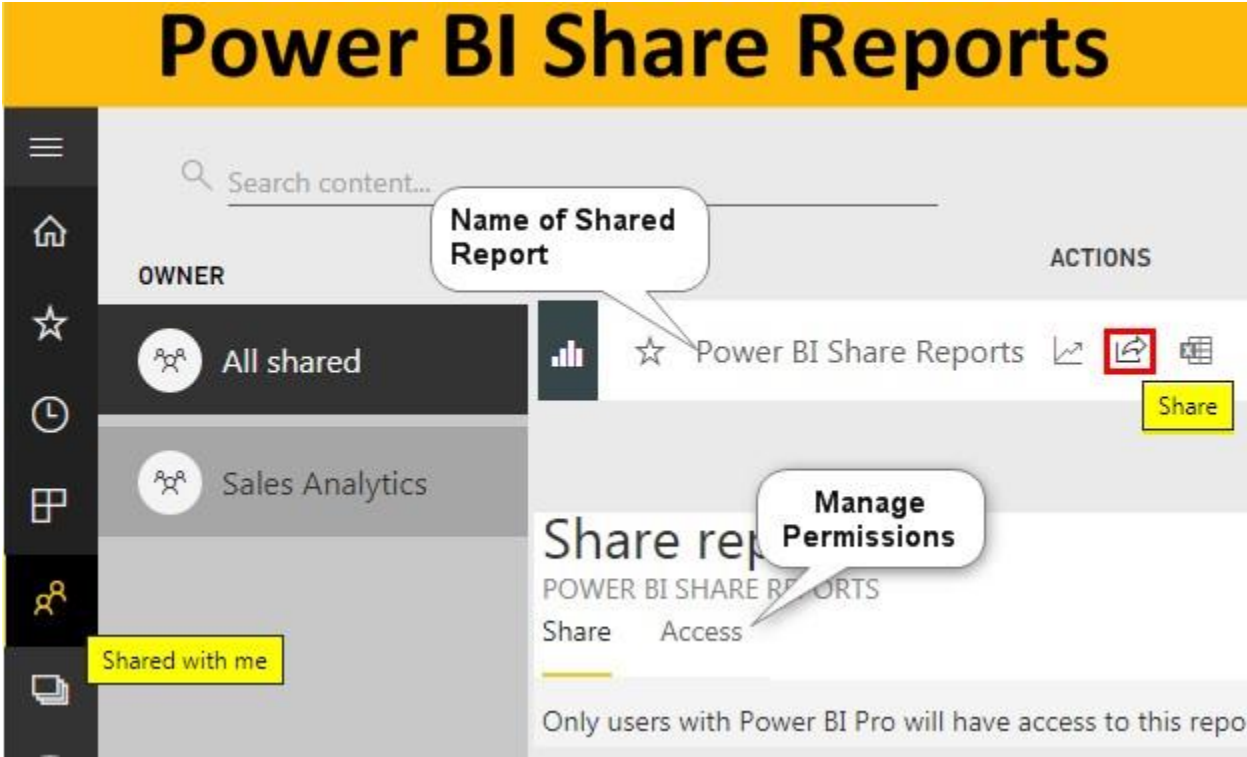 Power BI Share Reports
Search content...
Name of Shared
Report
OWNER
ACTIONS
All shared
Power BI Share Reports
Share
Sales Analytics
Manage
Permissions
Share rep
POWER BI SHARE REPORTS
Share Access
Shared with me
Only users with Power BI Pro will have access to this repo